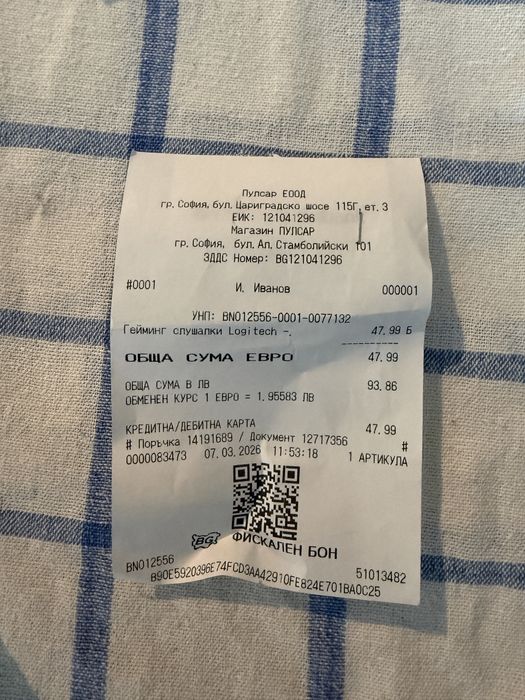 Пулсар ЕООД
гр. София, бул. Цариградско шосе 115Г, ет. 3
ЕИК: 121041296
Магазин ПУЛСАР
гр. София, бул. Ал. Стамболийски 101
ЗДДС Номер: BG121041296
#0001 И. Иванов 000001
УНП: BN012556-0001-0077132
Гейминг слушалки Logitech -. 47.99 Б
----------
ОБЩА СУМА ЕВРО 47.99
ОБЩА СУМА В ЛВ 93.86
ОБМЕНЕН КУРС 1 ЕВРО = 1.95583 ЛВ
КРЕДИТНА/ДЕБИТНА КАРТА 47.99
# Поръчка 14191689 / Документ 12717356 #
0000083473 07.03.2026 11:53:18 1 АРТИКУЛА
BG
ФИСКАЛЕН БОН
BN012556 51013482
B90E5920396E74FCD3AA42910FE824E701BA0C25